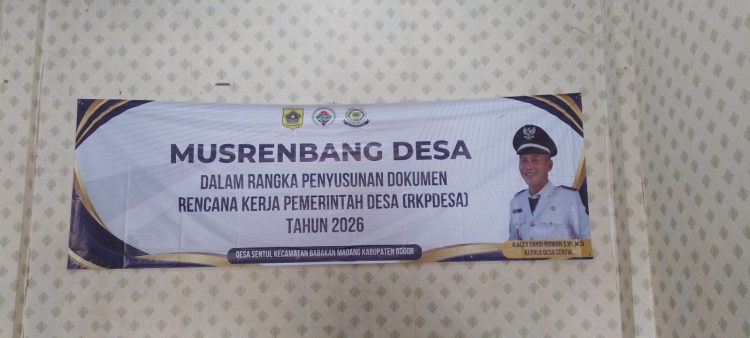 MUSRENBANG DESA
DALAM RANGKA PENYUSUNAN DOKUMEN
RENCANA KERJA PEMERINTAH DESA (RKPDESA)
TAHUN 2026
DESA SENTUL KECAMATAN BABAKAN MADANG KABUPATEN BOGOR
KEPALA DESA SENTUL